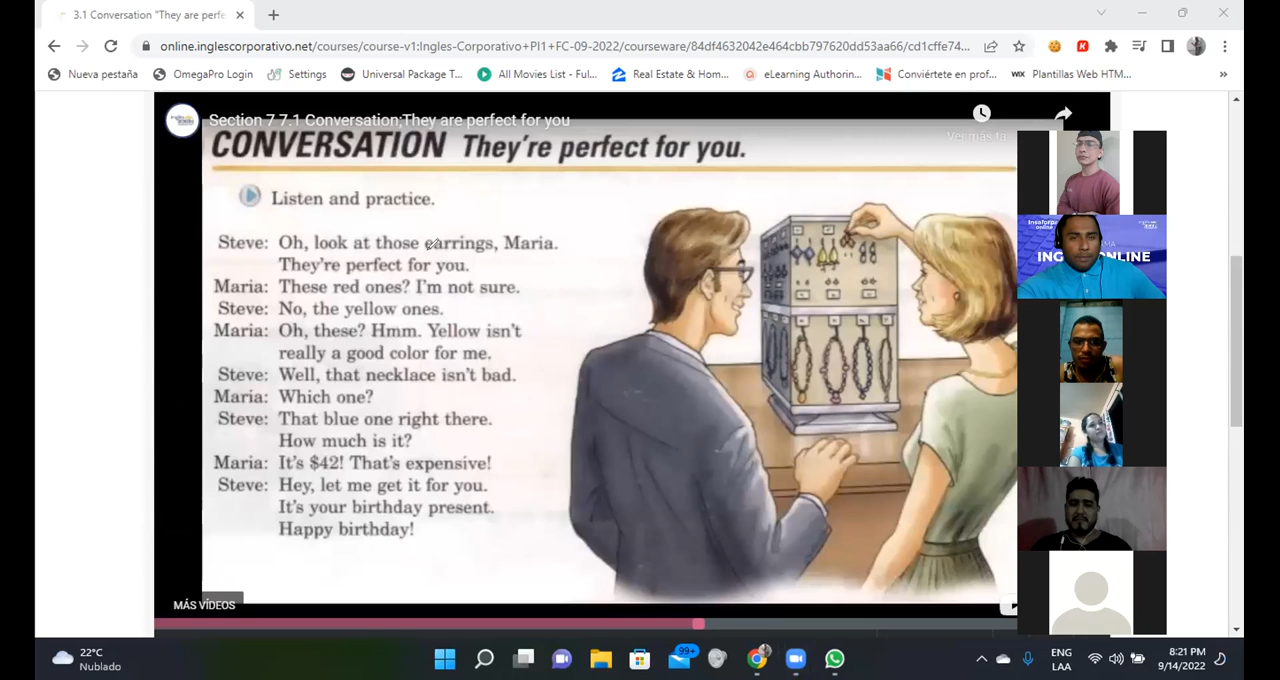 3.1 Conversation "They are perfe
online.inglescorporativo.net/courses/course-v1:Ingles-Corporativo+PI1+FC-09-2022/courseware/84df4632042e464cbb797620dd53aa66/cd1cffe74...
Nueva pestaña
OmegaPro Login
Settings
Universal Package T...
All Movies List - Ful...
Real Estate & Hom...
eLearning Authorin...
Conviértete en prof...
WIX Plantillas Web HTM...
Section 7 7.1 Conversation;They are perfect for you
Ver más ta
CONVERSATION They're perfect for you.
Listen and practice.
Steve: Oh, look at those earrings, Maria.
They're perfect for you.
Maria: These red ones? I'm not sure.
Steve: No, the yellow ones.
Maria: Oh, these? Hmm. Yellow isn't
really a good color for me.
Steve: Well, that necklace isn't bad.
Maria: Which one?
Steve: That blue one right there.
How much is it?
Maria: It's $42! That's expensive!
Steve: Hey, let me get it for you.
It's your birthday present.
Happy birthday!
MÁS VÍDEOS
22°C
Nublado
99+
ENG
LAA
8:21 PM
9/14/2022